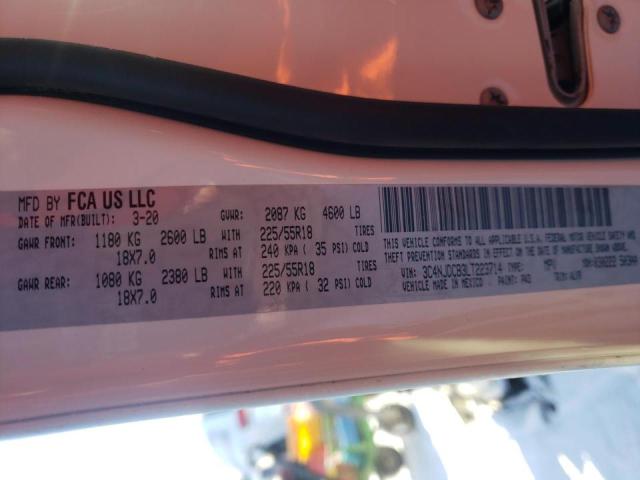 MFD BY FCA US LLC
DATE OF MFR(BUILT): 3-20 GVWR: 2087 KG 4600 LB
GAWR FRONT: 1180 KG 2600 LB WITH 225/55R18 TIRES
18X7.0 RIMS AT 240 KPA ( 35 PSI) COLD
GAWR REAR: 1080 KG 2380 LB WITH 225/55R18 TIRES
18X7.0 RIMS AT 220 KPA ( 32 PSI) COLD
THIS VEHICLE CONFORMS TO ALL APPLICABLE U.S.A. FEDERAL MOTOR VEHICLE SAFETY AND
THEFT PREVENTION STANDARDS IN EFFECT ON THE DATE OF MANUFACTURE SHOWN ABOVE.
VIN: 3C4NJDCB3LT223714 TYPE: MPV
VEHICLE MADE IN MEXICO PAINT: TRIM: